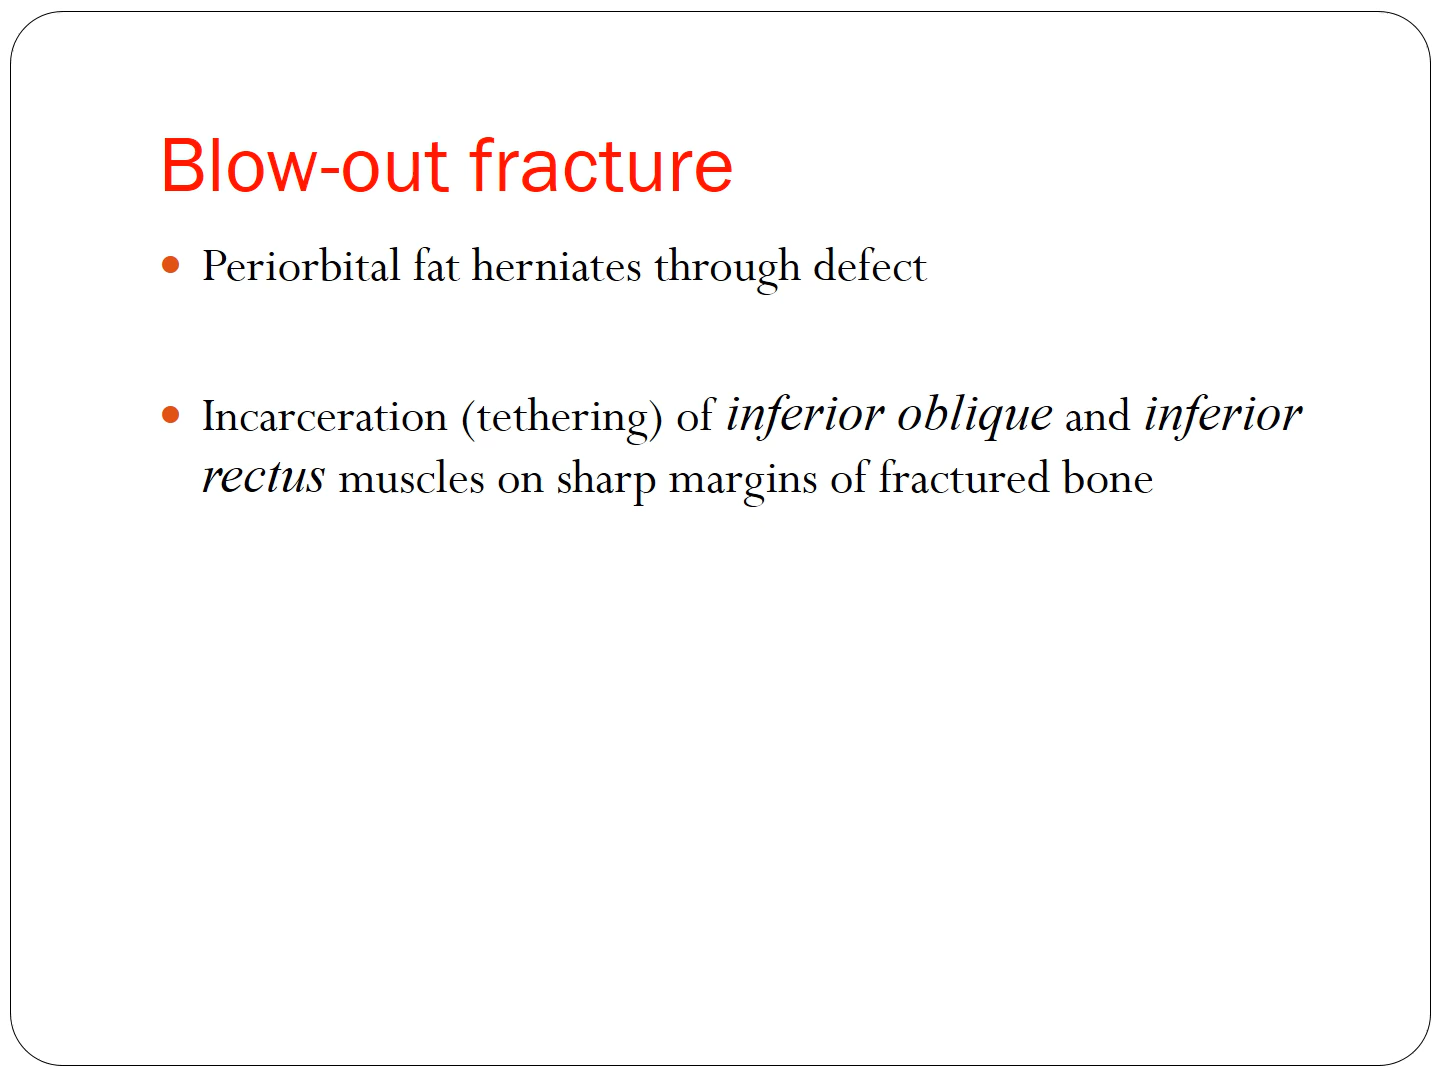 Blow-out fracture
• Periorbital fat herniates through defect
• Incarceration (tethering) of inferior oblique and inferior
rectus muscles on sharp margins of fractured bone